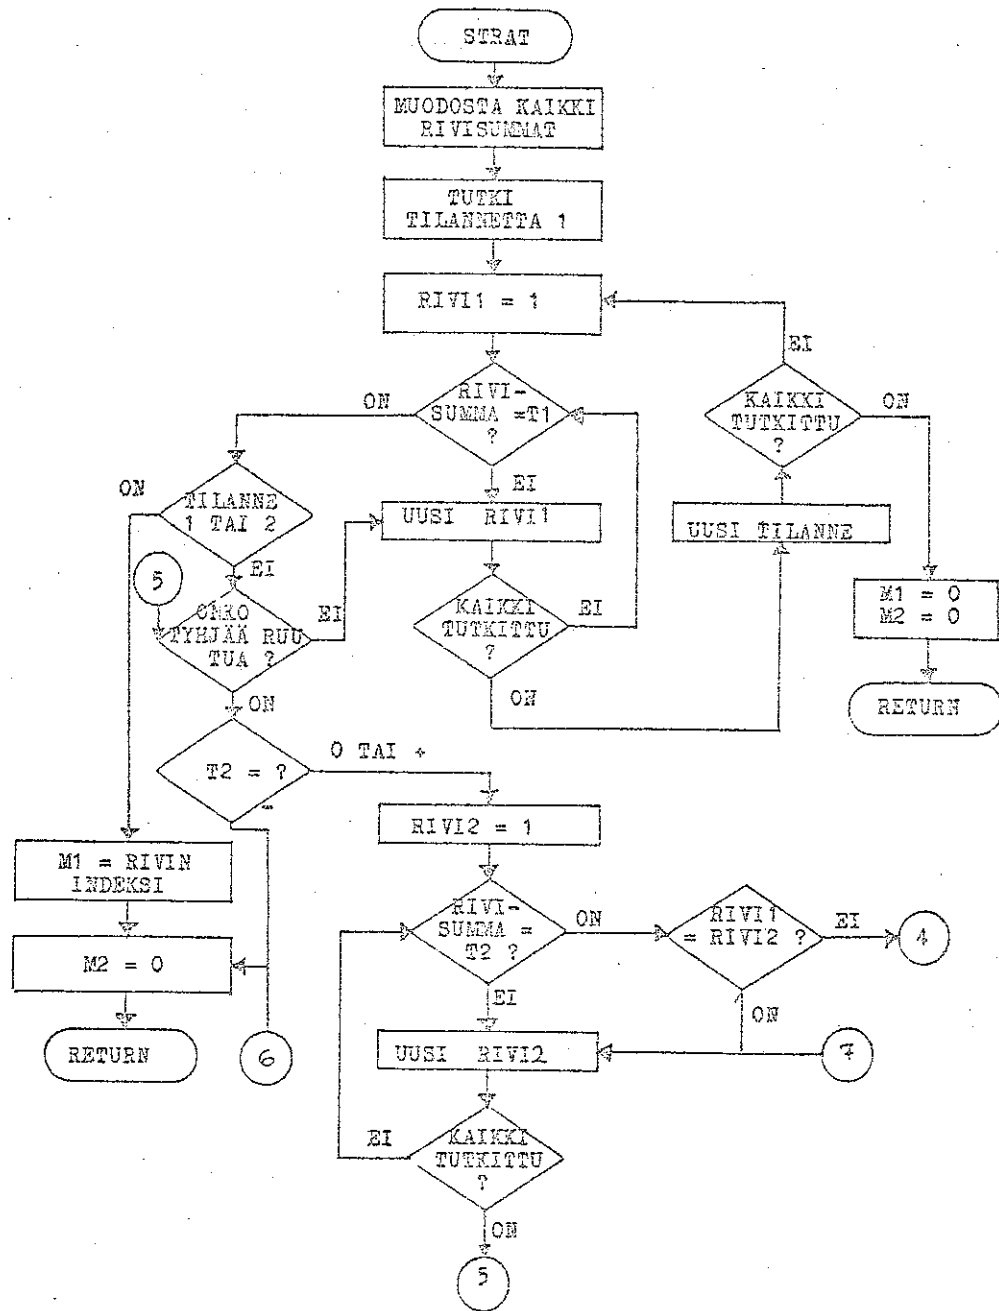 STRAT
MUODOSTA KAIKKI
RIVISUMMAT
TUTKI
TILANNETTA 1
RIVI1 = 1
EI
RIVI-
SUMMA =T1
?
ON
KAIKKI
TUTKITTU
?
ON
ON
TILANNE
1 TAI 2
EI
UUSI RIVI1
UUSI TILANNE
5
EI
ONKO
TYHJÄÄ RUU
TUA ?
EI
KAIKKI
TUTKITTU
?
EI
M1 = 0
M2 = 0
ON
ON
RETURN
T2 = ?
0 TAI +
-
RIVI2 = 1
M1 = RIVIN
INDEKSI
RIVI-
SUMMA =
T2 ?
ON
RIVI1
= RIVI2 ?
EI
4
M2 = 0
EI
ON
RETURN
6
UUSI RIVI2
7
EI
KAIKKI
TUTKITTU
?
ON
5